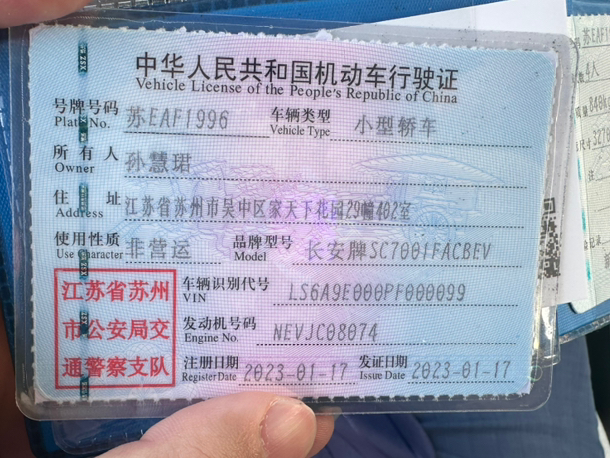 中华人民共和国机动车行驶证
Vehicle License of the People's Republic of China
号牌号码 苏EAF1996 车辆类型 小型轿车
Plate No. Vehicle Type
所有人 孙慧珺
Owner
住址 江苏省苏州市吴中区家天下花园29幢402室
Address
使用性质 非营运 品牌型号 长安牌SC7001FACBEV
Use Character Model
江苏省苏州
市公安局交
通警察支队
车辆识别代号 LS6A9E000PF000099
VIN
发动机号码 NEVJC08074
Engine No.
注册日期 2023-01-17 发证日期 2023-01-17
Register Date Issue Date